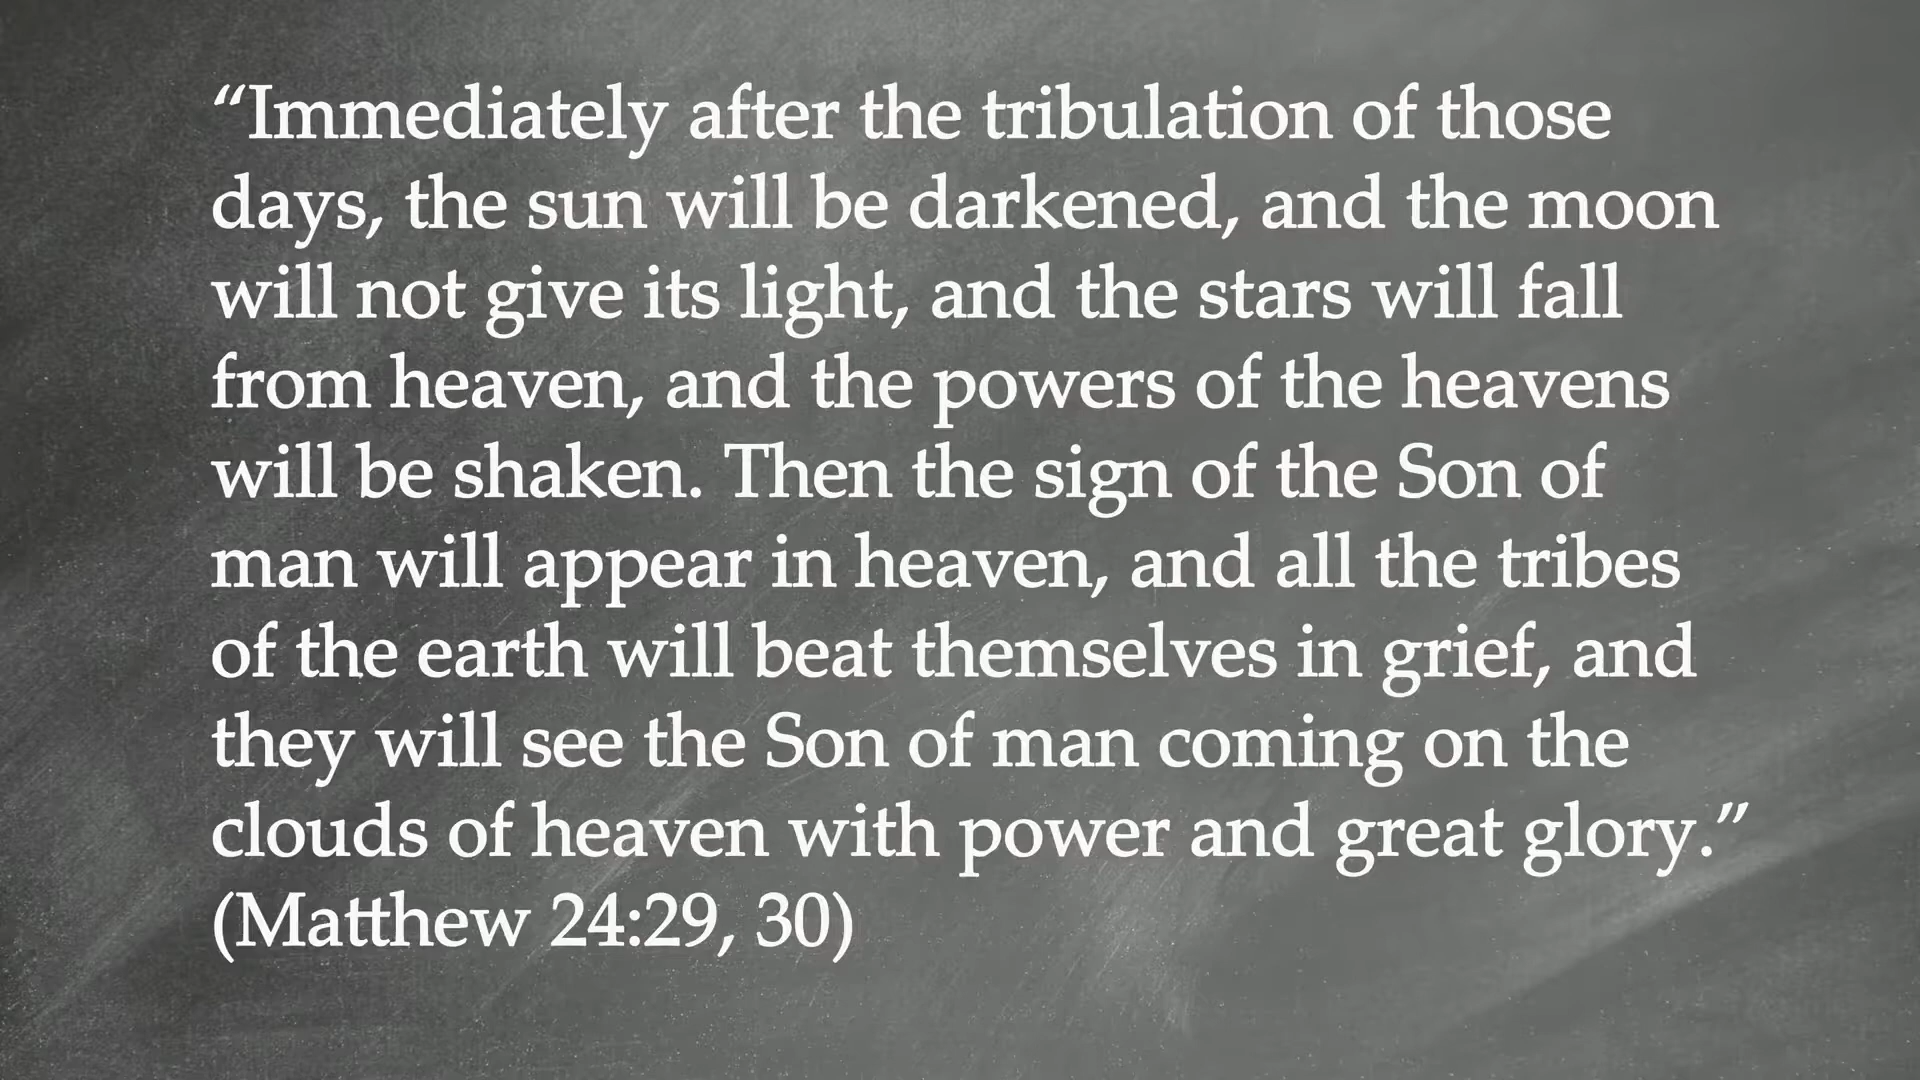 “Immediately after the tribulation of those
days, the sun will be darkened, and the moon
will not give its light, and the stars will fall
from heaven, and the powers of the heavens
will be shaken. Then the sign of the Son of
man will appear in heaven, and all the tribes
of the earth will beat themselves in grief, and
they will see the Son of man coming on the
clouds of heaven with power and great glory.”
(Matthew 24:29, 30)